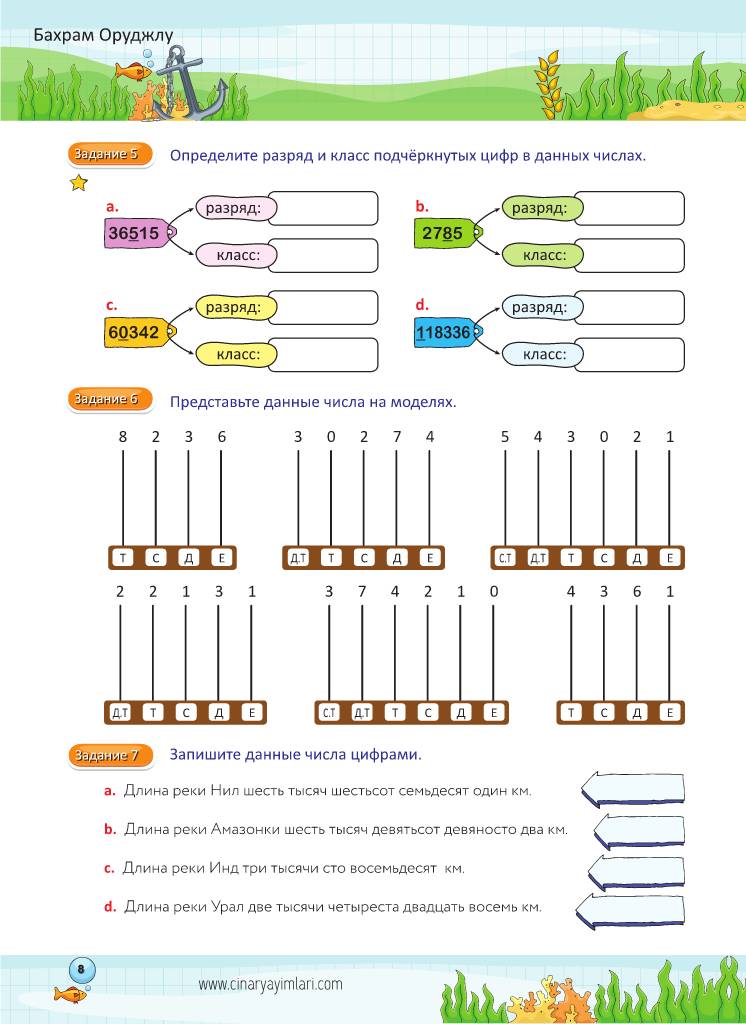 Бахрам Оруджлу
Задание 5
Определите разряд и класс подчёркнутых цифр в данных числах.
a.
36515
разряд:
класс:
b.
2785
разряд:
класс:
c.
60342
разряд:
класс:
d.
118336
разряд:
класс:
Задание 6
Представьте данные числа на моделях.
8 2 3 6
3 0 2 7 4
5 4 3 0 2 1
Т С Д Е
Д.Т Т С Д Е
С.Т Д.Т Т С Д Е
2 2 1 3 1
3 7 4 2 1 0
4 3 6 1
Д.Т Т С Д Е
С.Т Д.Т Т С Д Е
Т С Д Е
Задание 7
Запишите данные числа цифрами.
a. Длина реки Нил шесть тысяч шестьсот семьдесят один км.
b. Длина реки Амазонки шесть тысяч девятьсот девяносто два км.
c. Длина реки Инд три тысячи сто восемьдесят км.
d. Длина реки Урал две тысячи четыреста двадцать восемь км.
8
www.cinaryayimlari.com